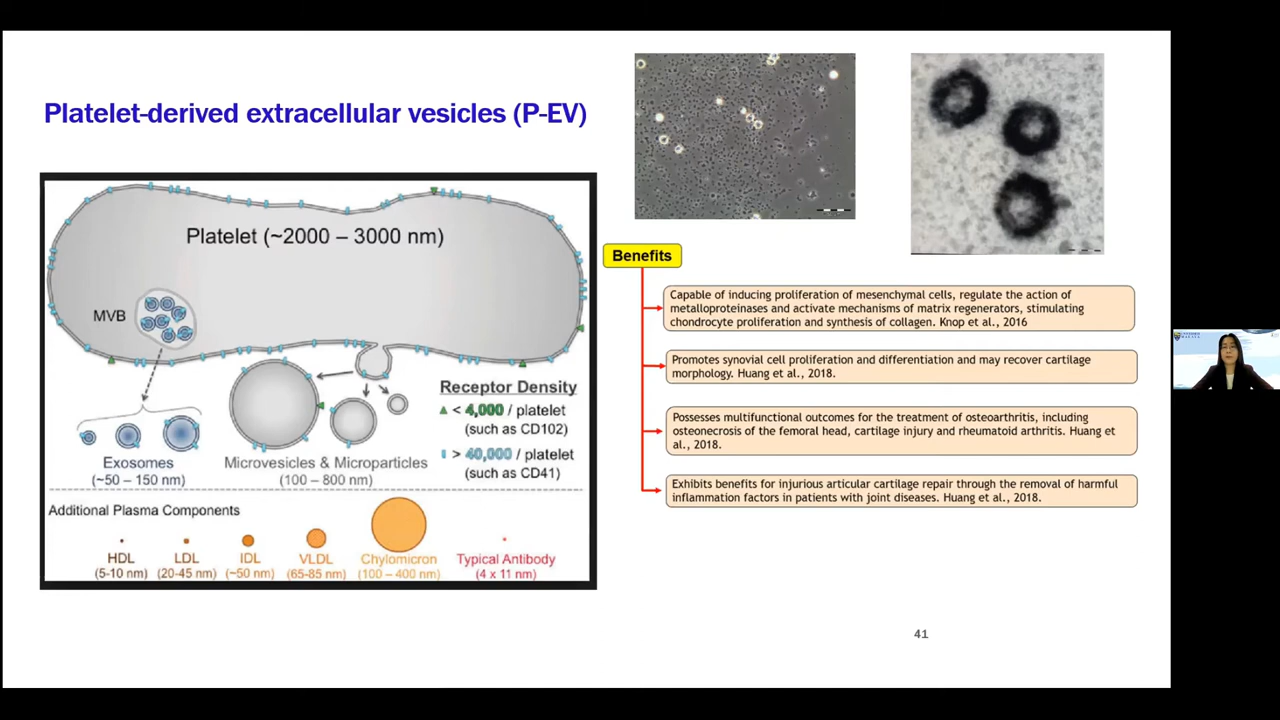 Platelet-derived extracellular vesicles (P-EV)
Platelet (~2000 – 3000 nm)
MVB
Exosomes
(~50 – 150 nm)
Microvesicles & Microparticles
(100 – 800 nm)
Receptor Density
< 4,000 / platelet
(such as CD102)
> 40,000 / platelet
(such as CD41)
Additional Plasma Components
HDL
(5-10 nm)
LDL
(20-45 nm)
IDL
(~50 nm)
VLDL
(65-85 nm)
Chylomicron
(100 – 400 nm)
Typical Antibody
(4 x 11 nm)
Benefits
Capable of inducing proliferation of mesenchymal cells, regulate the action of
metalloproteinases and activate mechanisms of matrix regenerators, stimulating
chondrocyte proliferation and synthesis of collagen. Knop et al., 2016
Promotes synovial cell proliferation and differentiation and may recover cartilage
morphology. Huang et al., 2018.
Possesses multifunctional outcomes for the treatment of osteoarthritis, including
osteonecrosis of the femoral head, cartilage injury and rheumatoid arthritis. Huang et
al., 2018.
Exhibits benefits for injurious articular cartilage repair through the removal of harmful
inflammation factors in patients with joint diseases. Huang et al., 2018.
41